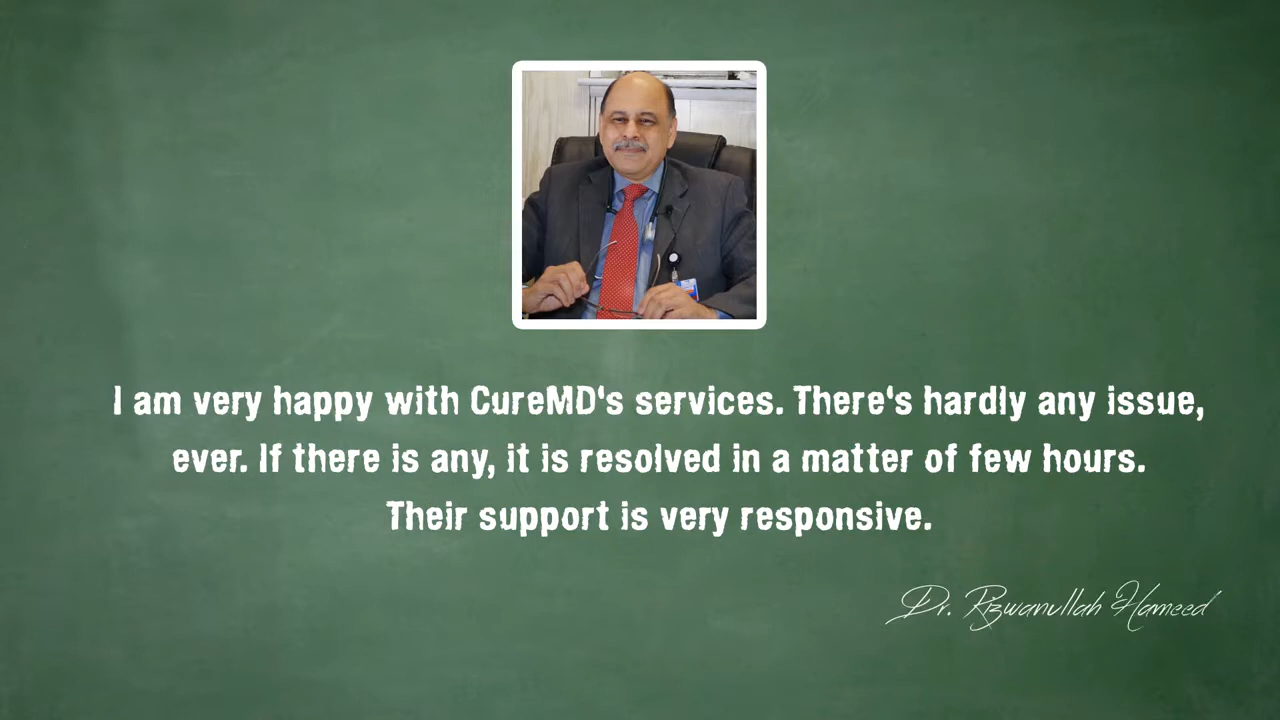 I am very happy with CureMD's services. There's hardly any issue,
ever. If there is any, it is resolved in a matter of few hours.
Their support is very responsive.
Dr. Rizwanullah Hameed